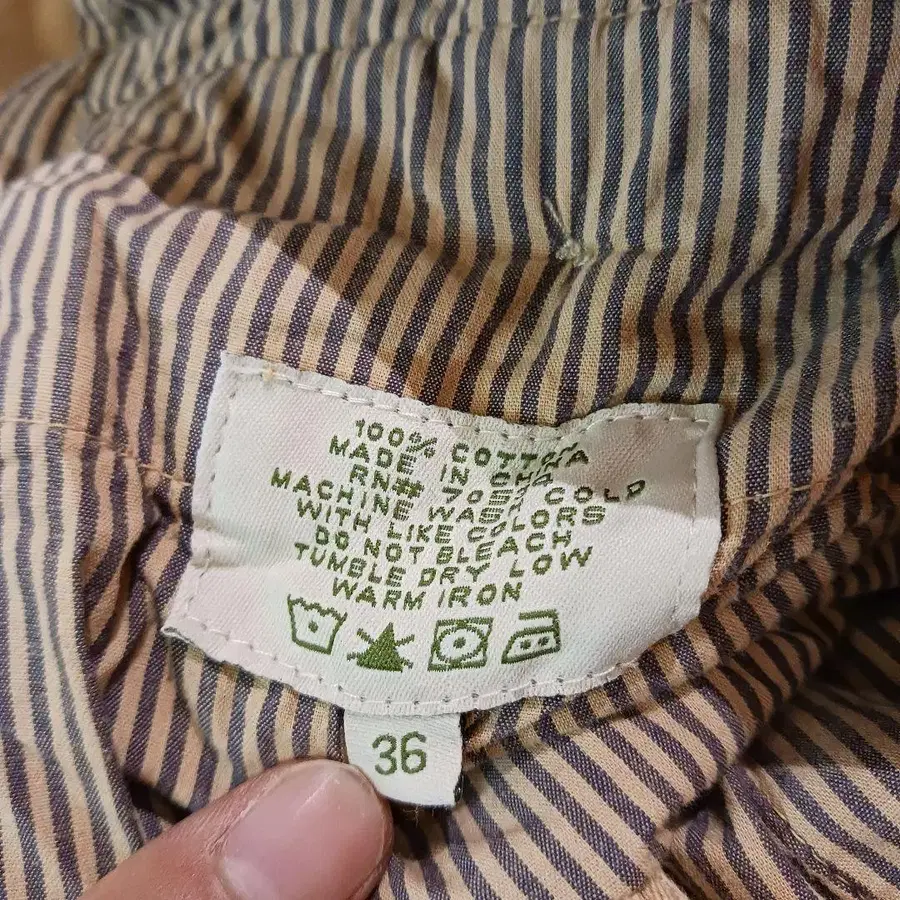 100% COTTON
MADE IN CHINA
RN#
MACHINE WASH COLD
WITH LIKE COLORS
DO NOT BLEACH
TUMBLE DRY LOW
WARM IRON
36